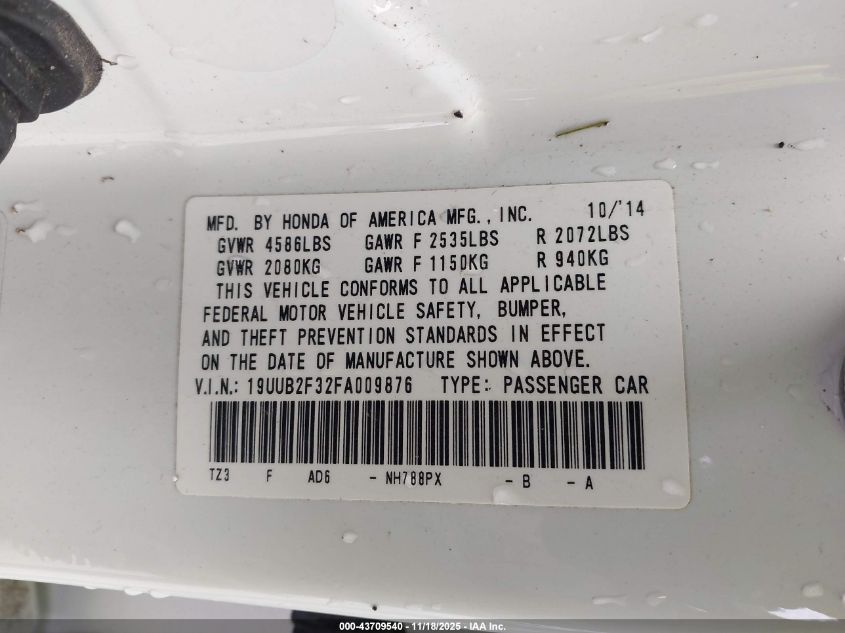 MFD. BY HONDA OF AMERICA MFG., INC. 10/'14
GVWR 4586LBS GAWR F 2535LBS R 2072LBS
GVWR 2080KG GAWR F 1150KG R 940KG
THIS VEHICLE CONFORMS TO ALL APPLICABLE
FEDERAL MOTOR VEHICLE SAFETY, BUMPER,
AND THEFT PREVENTION STANDARDS IN EFFECT
ON THE DATE OF MANUFACTURE SHOWN ABOVE.
V.I.N.: 19UUB2F32FA009876 TYPE: PASSENGER CAR
TZ3 F AD6 - NH788PX - B - A
000-43709540 - 11/18/2025 - IAA Inc.